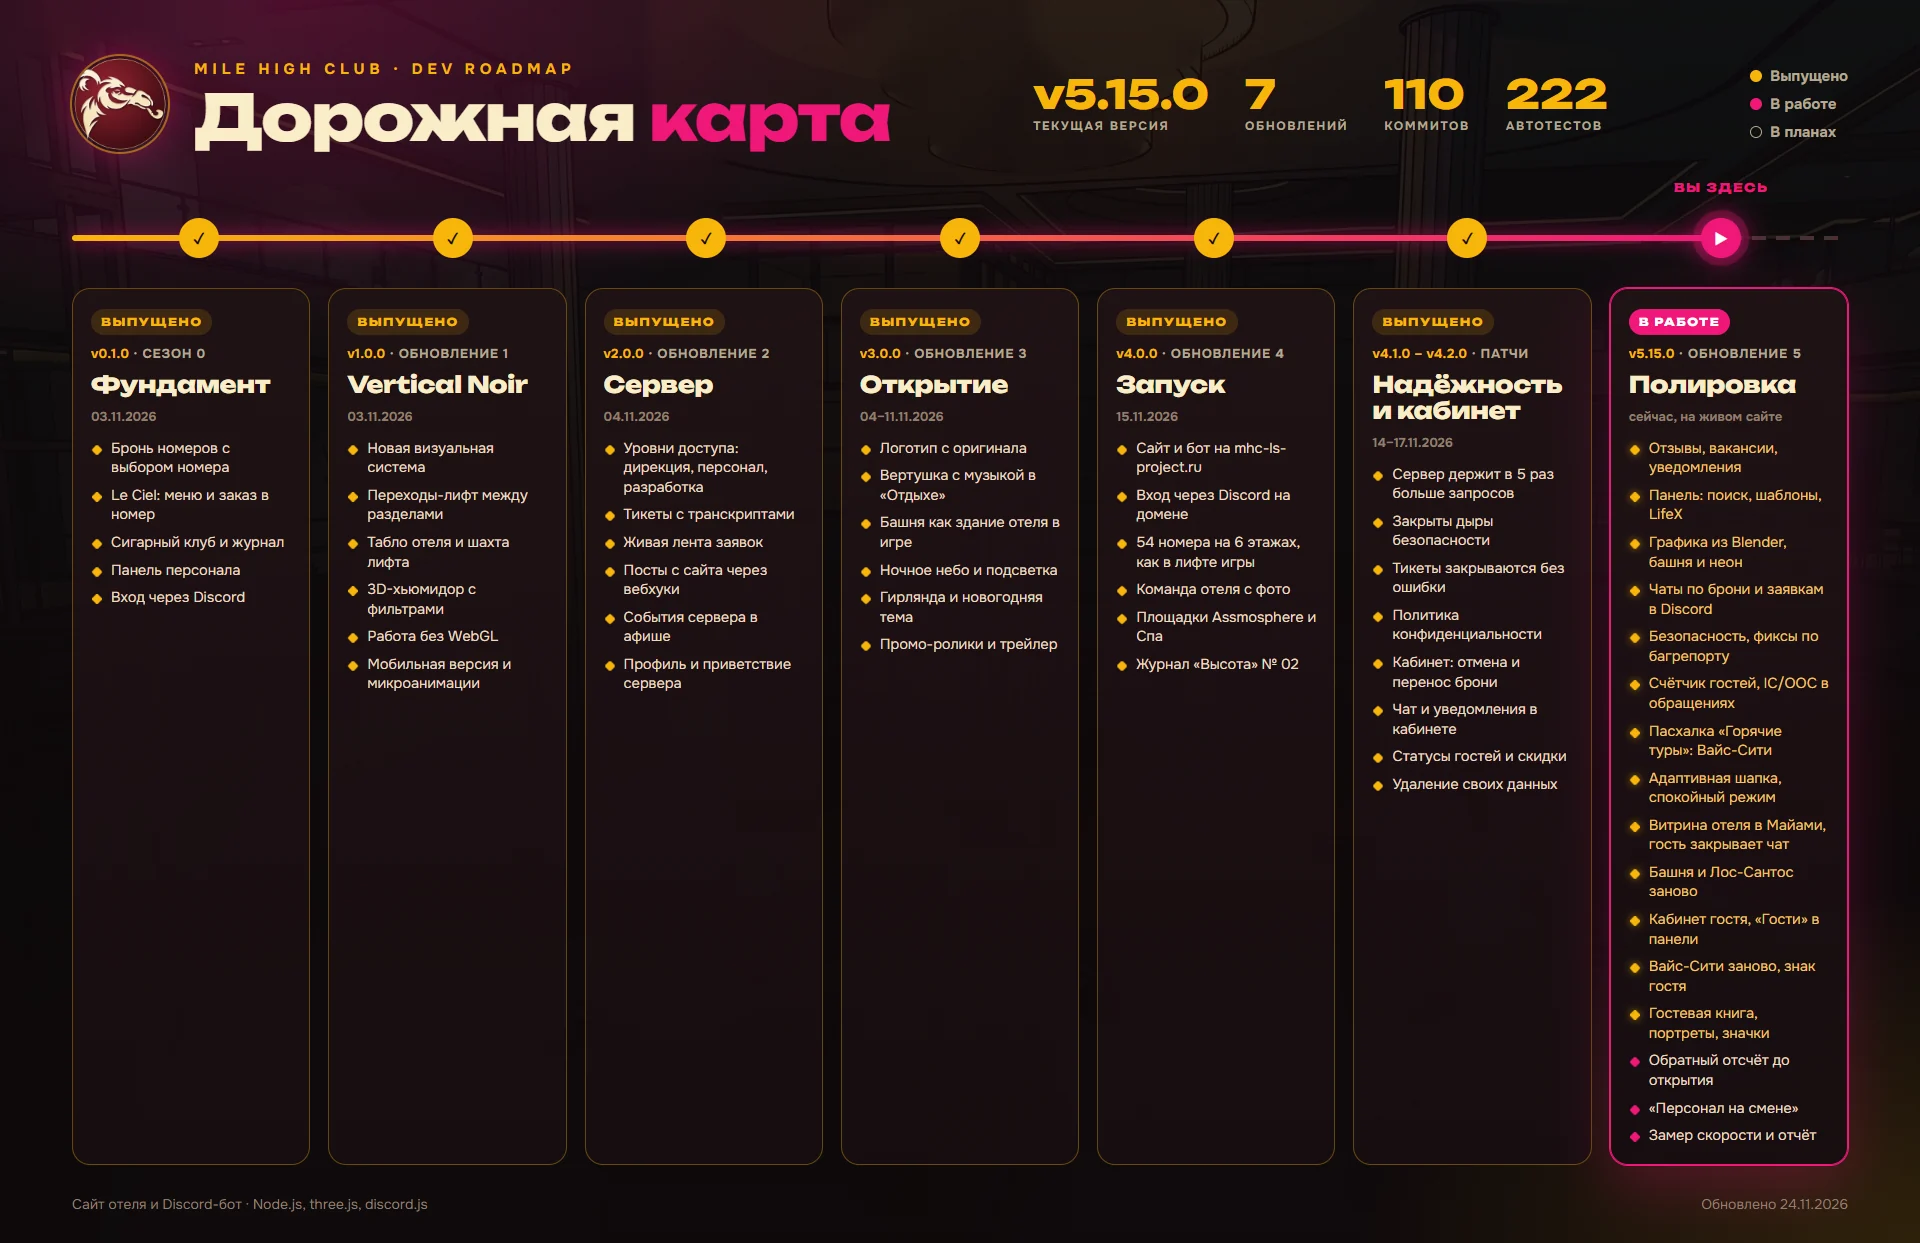 MILE HIGH CLUB · DEV ROADMAP
Дорожная карта
v5.15.0
ТЕКУЩАЯ ВЕРСИЯ
7
ОБНОВЛЕНИЙ
110
КОММИТОВ
222
АВТОТЕСТОВ
Выпущено
В работе
В планах
ВЫ ЗДЕСЬ
ВЫПУЩЕНО
v0.1.0 · СЕЗОН 0
Фундамент
03.11.2026
Бронь номеров с
выбором номера
Le Ciel: меню и заказ в
номер
Сигарный клуб и журнал
Панель персонала
Вход через Discord
ВЫПУЩЕНО
v1.0.0 · ОБНОВЛЕНИЕ 1
Vertical Noir
03.11.2026
Новая визуальная
система
Переходы-лифт между
разделами
Табло отеля и шахта
лифта
3D-хьюмидор с
фильтрами
Работа без WebGL
Мобильная версия и
микроанимации
ВЫПУЩЕНО
v2.0.0 · ОБНОВЛЕНИЕ 2
Сервер
04.11.2026
Уровни доступа:
дирекция, персонал,
разработка
Тикеты с транскриптами
Живая лента заявок
Посты с сайта через
вебхуки
События сервера в
афише
Профиль и приветствие
сервера
ВЫПУЩЕНО
v3.0.0 · ОБНОВЛЕНИЕ 3
Открытие
04–11.11.2026
Логотип с оригинала
Вертушка с музыкой в
«Отдыхе»
Башня как здание отеля в
игре
Ночное небо и подсветка
Гирлянда и новогодняя
тема
Промо-ролики и трейлер
ВЫПУЩЕНО
v4.0.0 · ОБНОВЛЕНИЕ 4
Запуск
15.11.2026
Сайт и бот на mhc-ls-
project.ru
Вход через Discord на
домене
54 номера на 6 этажах,
как в лифте игры
Команда отеля с фото
Площадки Assmosphere и
Спа
Журнал «Высота» № 02
ВЫПУЩЕНО
v4.1.0 – v4.2.0 · ПАТЧИ
Надёжность
и кабинет
14–17.11.2026
Сервер держит в 5 раз
больше запросов
Закрыты дыры
безопасности
Тикеты закрываются без
ошибки
Политика
конфиденциальности
Кабинет: отмена и
перенос брони
Чат и уведомления в
кабинете
Статусы гостей и скидки
Удаление своих данных
В РАБОТЕ
v5.15.0 · ОБНОВЛЕНИЕ 5
Полировка
сейчас, на живом сайте
Отзывы, вакансии,
уведомления
Панель: поиск, шаблоны,
LifeX
Графика из Blender,
башня и неон
Чаты по брони и заявкам
в Discord
Безопасность, фиксы по
багрепорту
Счётчик гостей, IC/OOC в
обращениях
Пасхалка «Горячие
туры»: Вайс-Сити
Адаптивная шапка,
спокойный режим
Витрина отеля в Майами,
гость закрывает чат
Башня и Лос-Сантос
заново
Кабинет гостя, «Гости» в
панели
Вайс-Сити заново, знак
гостя
Гостевая книга,
портреты, значки
Обратный отсчёт до
открытия
«Персонал на смене»
Замер скорости и отчёт
Сайт отеля и Discord-бот · Node.js, three.js, discord.js
Обновлено 24.11.2026